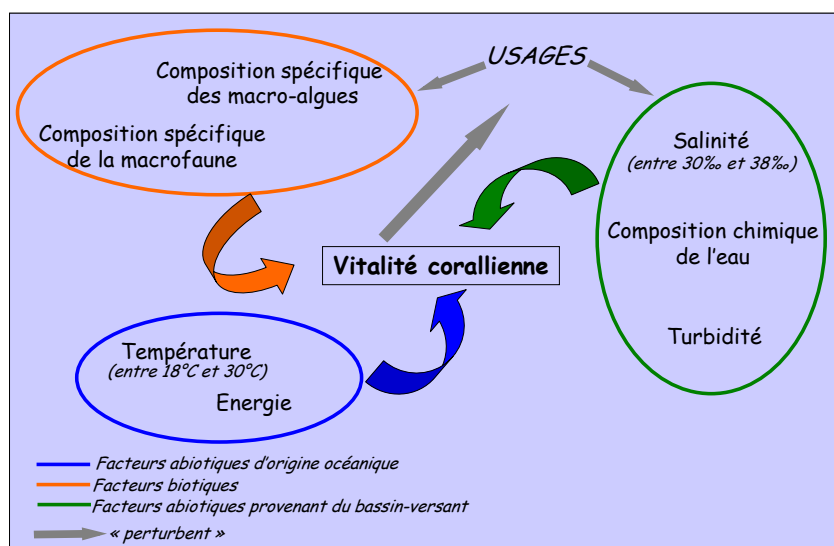 USAGES
Composition spécifique
des macro-algues
Composition spécifique
de la macrofaune
Salinité
(entre 30‰ et 38‰)
Composition chimique
de l'eau
Turbidité
Vitalité corallienne
Température
(entre 18°C et 30°C)
Energie
Facteurs abiotiques d'origine océanique
Facteurs biotiques
Facteurs abiotiques provenant du bassin-versant
« perturbent »